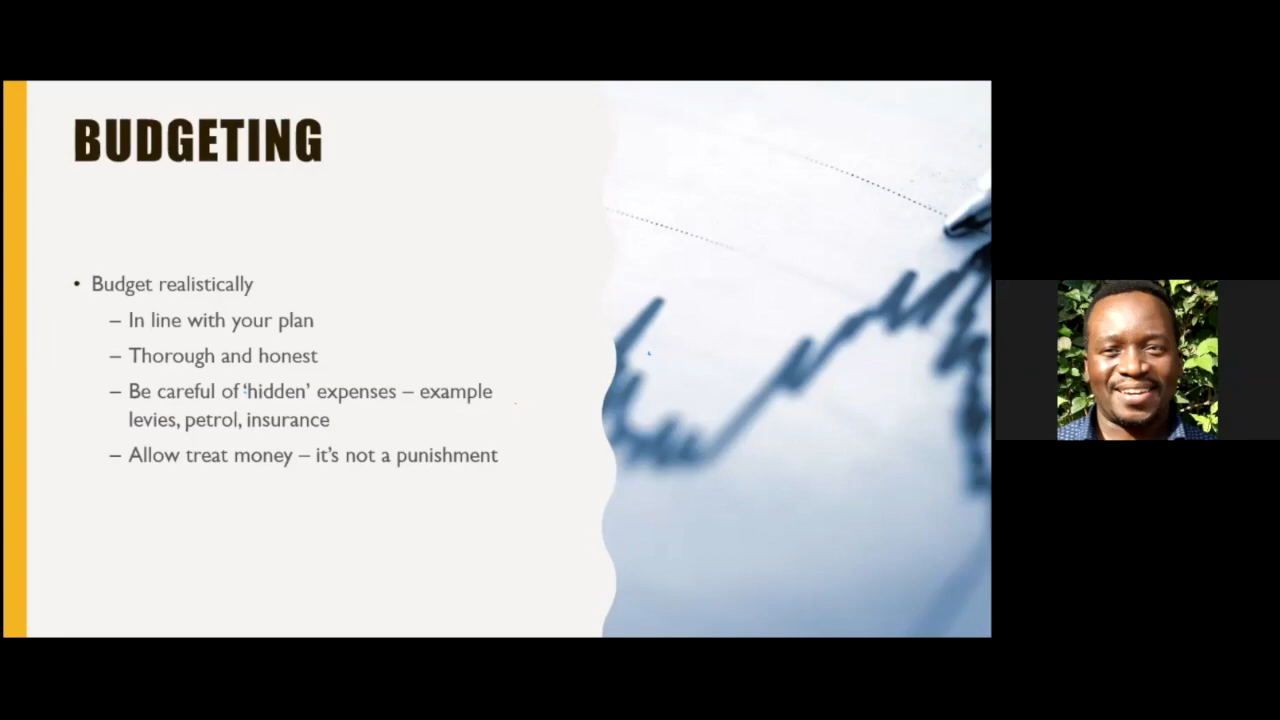 BUDGETING
• Budget realistically
– In line with your plan
– Thorough and honest
– Be careful of ‘hidden’ expenses – example
levies, petrol, insurance
– Allow treat money – it’s not a punishment